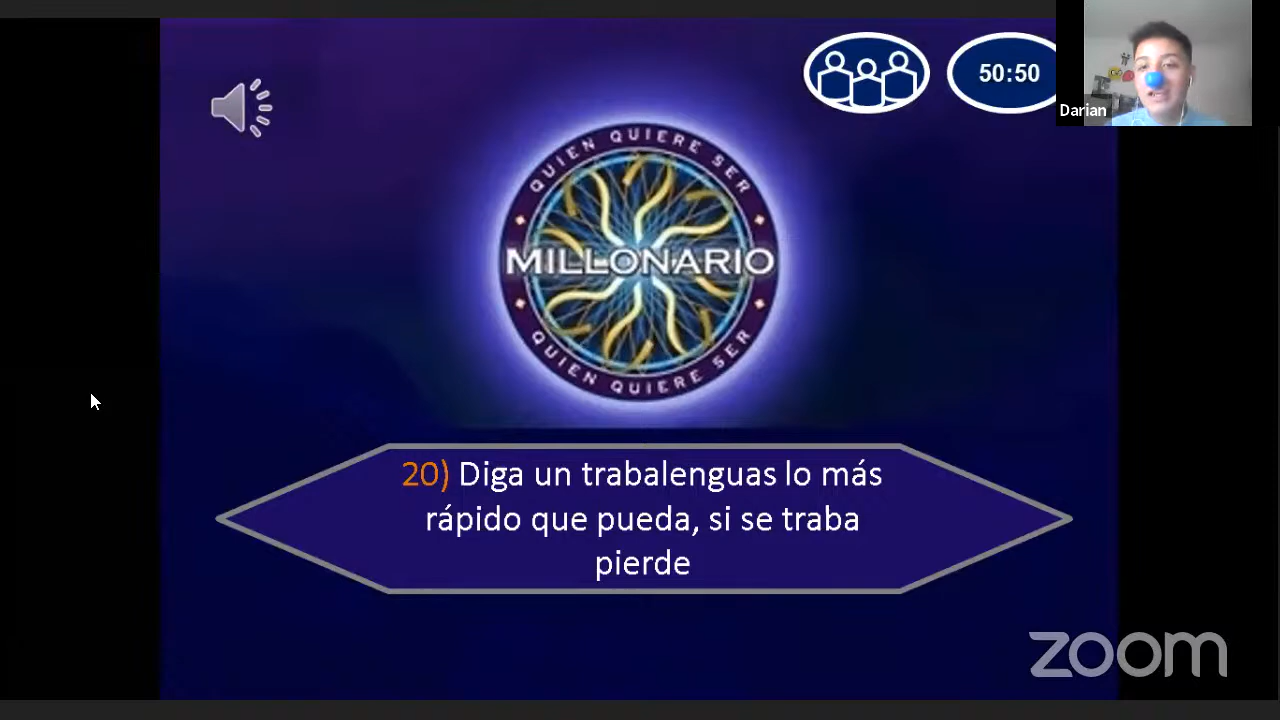 50:50
Darian
QUIEN QUIERE SER
MILLONARIO
QUIEN QUIERE SER
20) Diga un trabalenguas lo más
rápido que pueda, si se traba
pierde
zoom